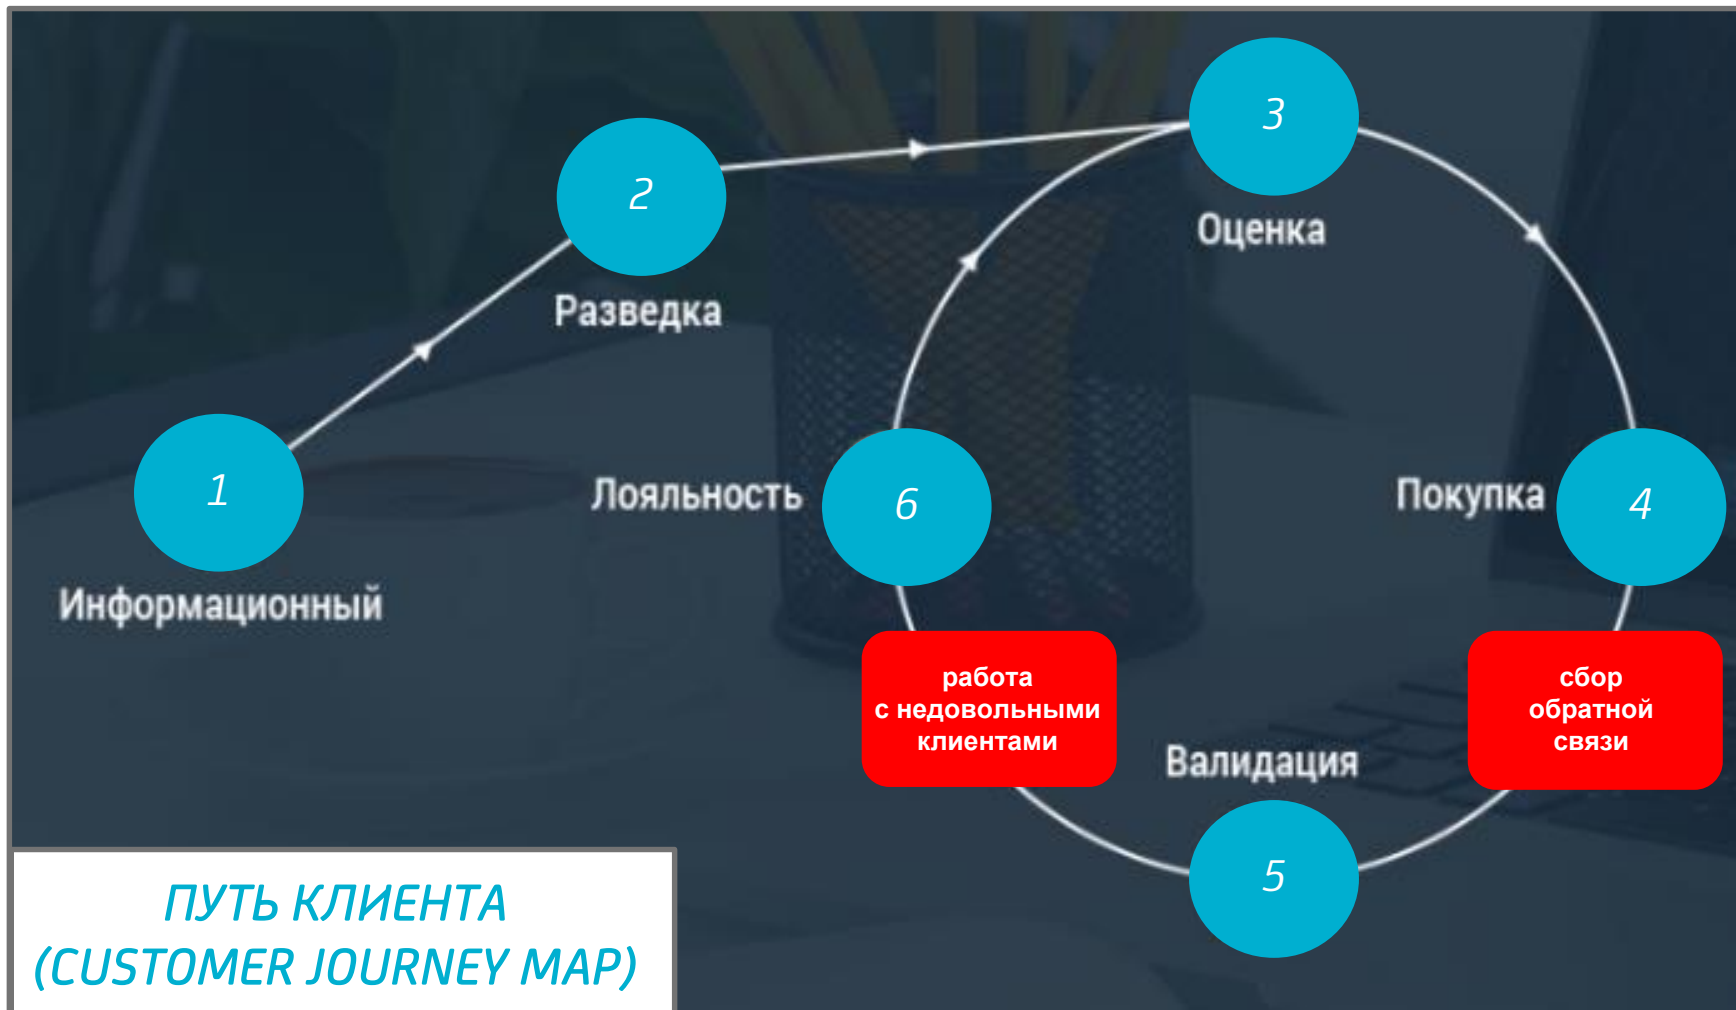 3
2
Оценка
Разведка
1
Лояльность
6
Покупка
4
Информационный
работа
с недовольными
клиентами
сбор
обратной
связи
Валидация
5
ПУТЬ КЛИЕНТА
(CUSTOMER JOURNEY MAP)